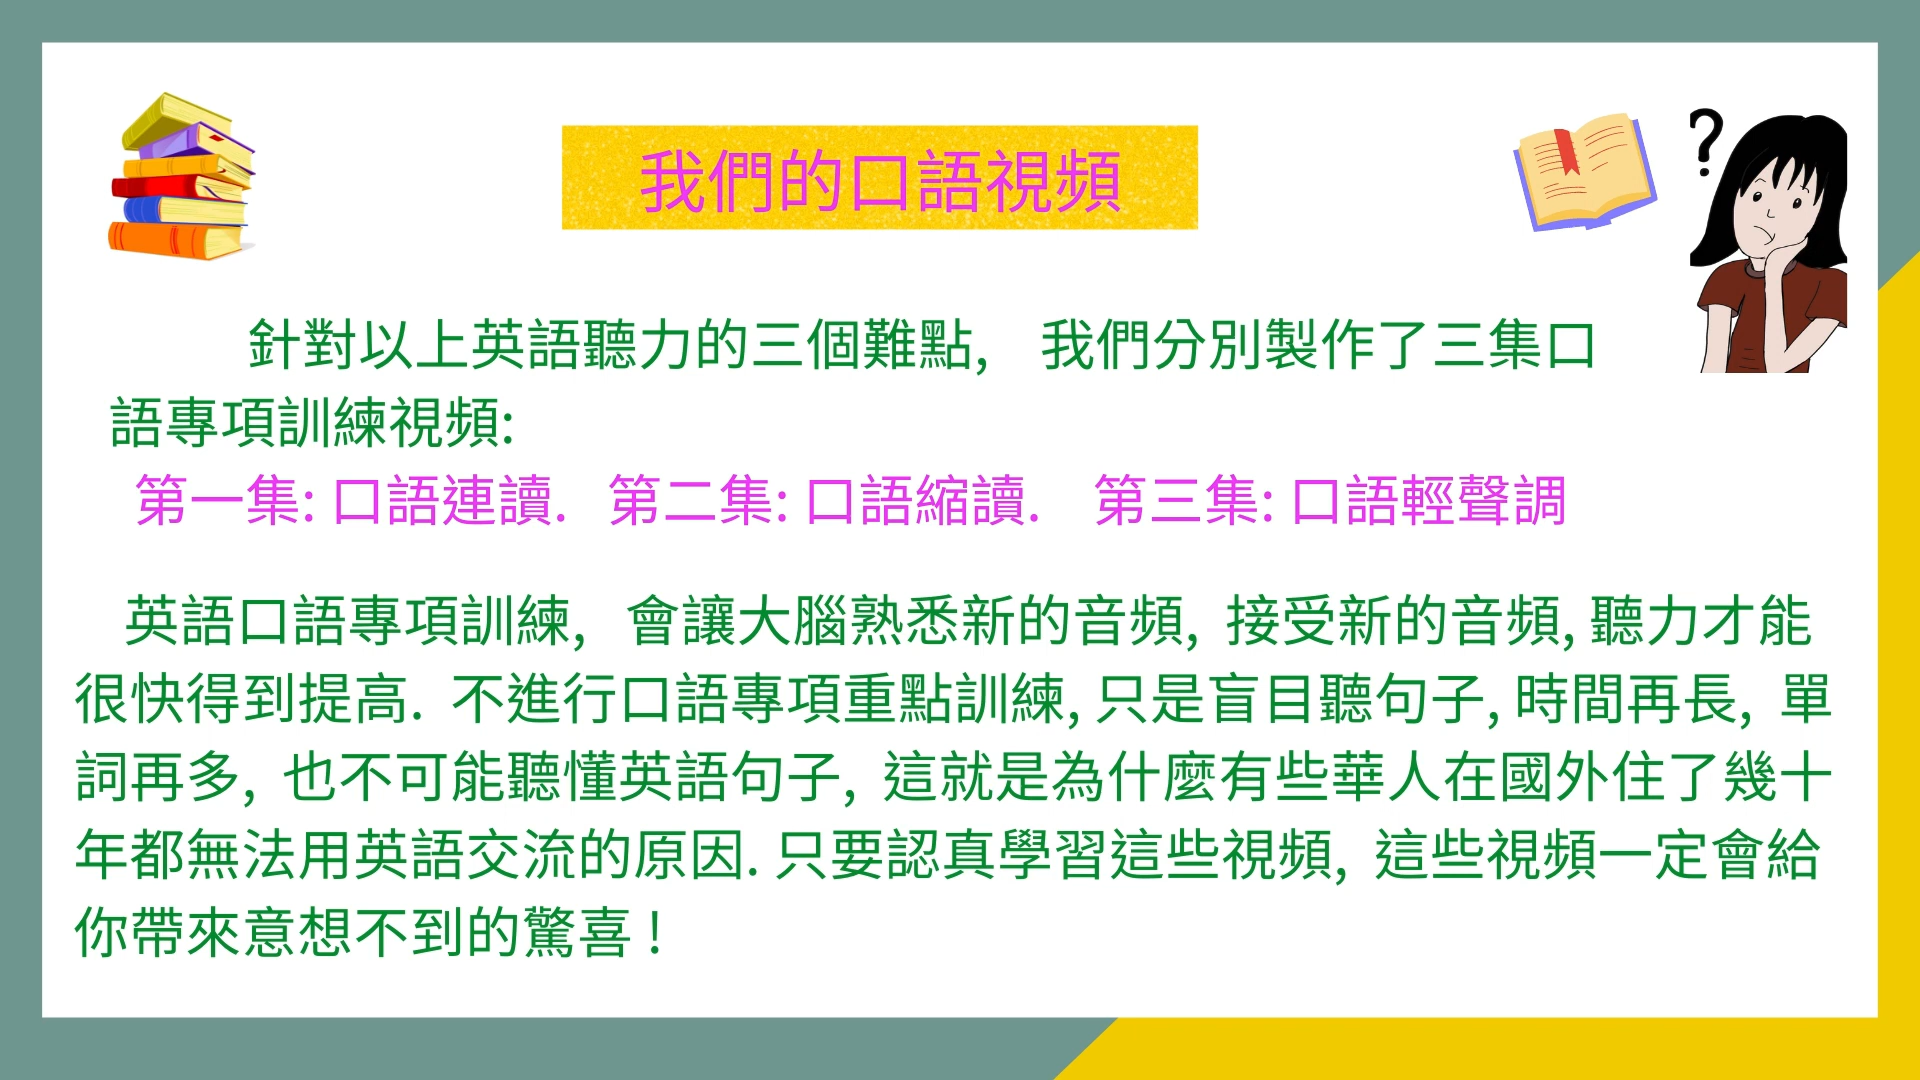 我們的口語視頻
?
針對以上英語聽力的三個難點, 我們分別製作了三集口
語專項訓練視頻:
第一集: 口語連讀. 第二集: 口語縮讀. 第三集: 口語輕聲調
英語口語專項訓練, 會讓大腦熟悉新的音頻, 接受新的音頻, 聽力才能
很快得到提高. 不進行口語專項重點訓練, 只是盲目聽句子, 時間再長, 單
詞再多, 也不可能聽懂英語句子, 這就是為什麼有些華人在國外住了幾十
年都無法用英語交流的原因. 只要認真學習這些視頻, 這些視頻一定會給
你帶來意想不到的驚喜 !